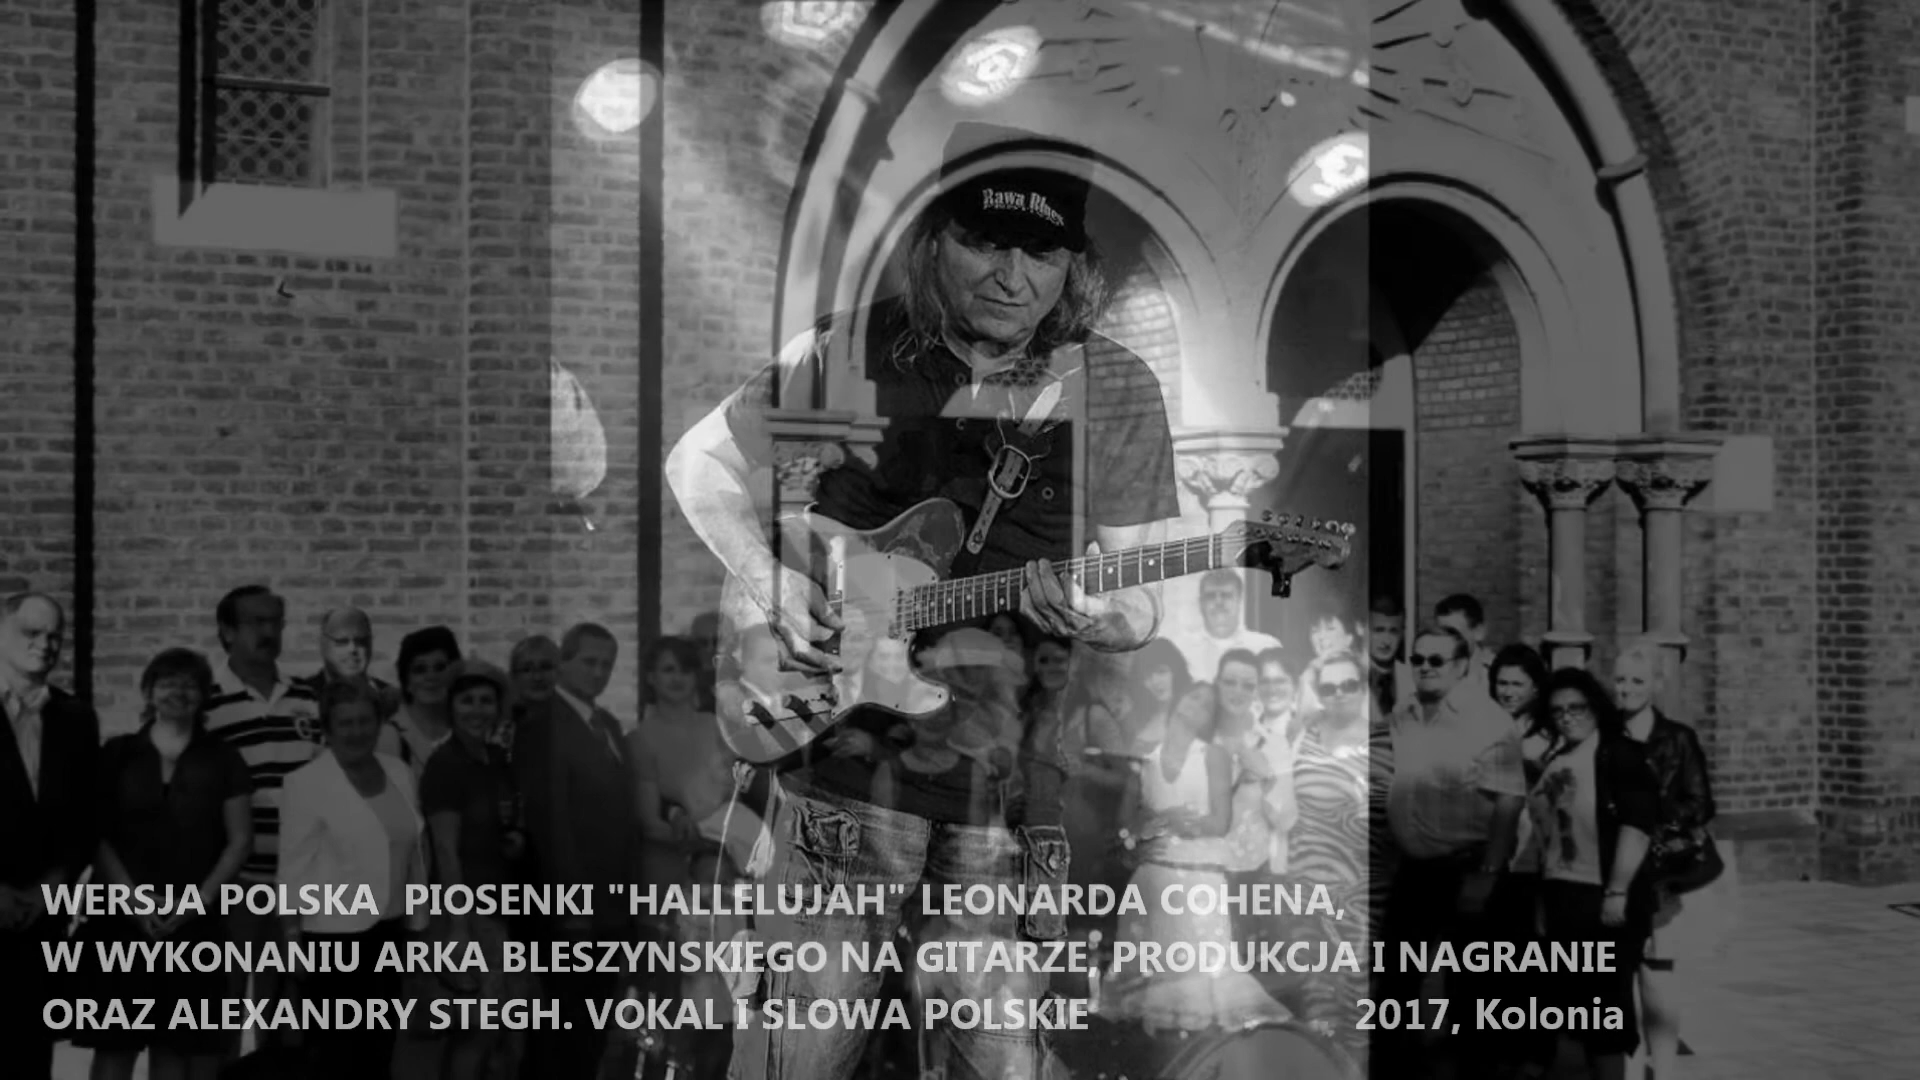 Rawa Blues
WERSJA POLSKA PIOSENKI "HALLELUJAH" LEONARDA COHENA,
W WYKONANIU ARKA BLESZYNSKIEGO NA GITARZE, PRODUKCJA I NAGRANIE
ORAZ ALEXANDRY STEGH. VOKAL I SLOWA POLSKIE 2017, Kolonia